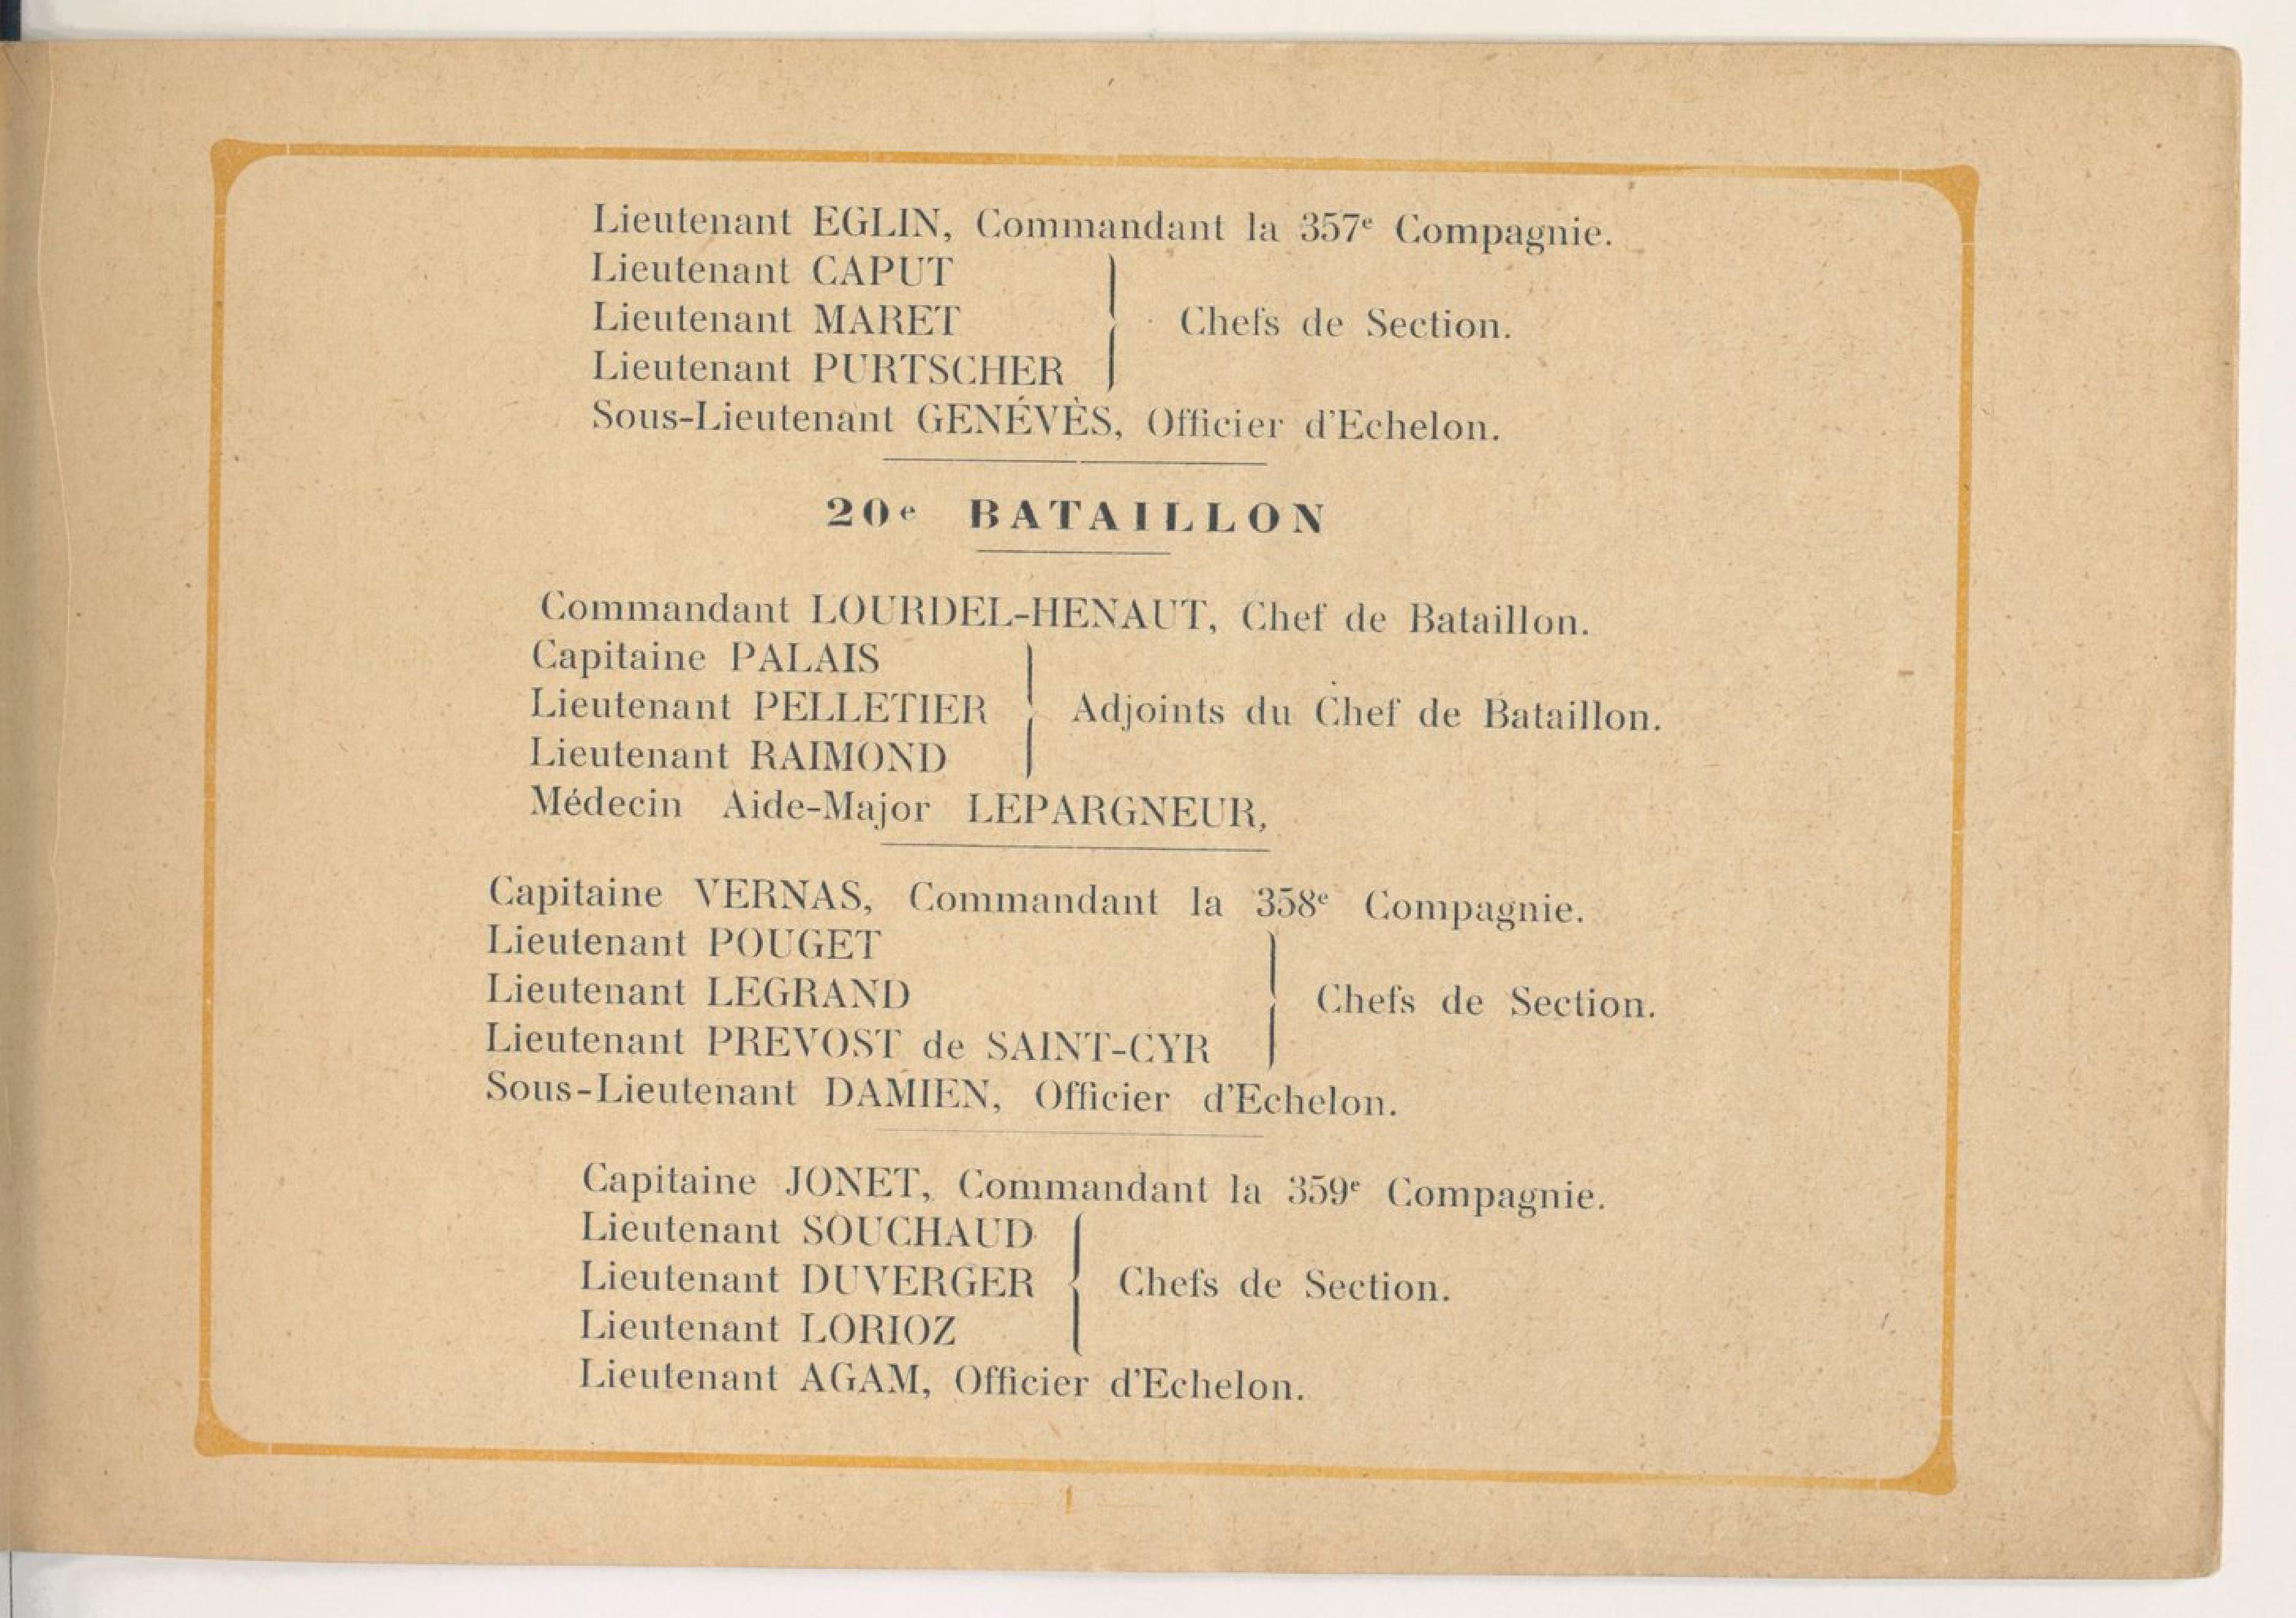 Lieutenant EGLIN, Commandant la 357e Compagnie.
Lieutenant CAPUT
Lieutenant MARET
Chefs de Section.
Lieutenant PURTSCHER
Sous-Lieutenant GENÉVÈS, Officier d'Echelon.
20e BATAILLON
Commandant LOURDEL-HENAUT, Chef de Bataillon.
Capitaine PALAIS
Lieutenant PELLETIER
Adjoints du Chef de Bataillon.
Lieutenant RAIMOND
Médecin Aide-Major LEPARGNEUR,
Capitaine VERNAS, Commandant la 358e Compagnie.
Lieutenant POUGET
Lieutenant LEGRAND
Chefs de Section.
Lieutenant PREVOST de SAINT-CYR
Sous-Lieutenant DAMIEN, Officier d'Echelon.
Capitaine JONET, Commandant la 359e Compagnie.
Lieutenant SOUCHAUD
Lieutenant DUVERGER
Chefs de Section.
Lieutenant LORIOZ
Lieutenant AGAM, Officier d'Echelon.